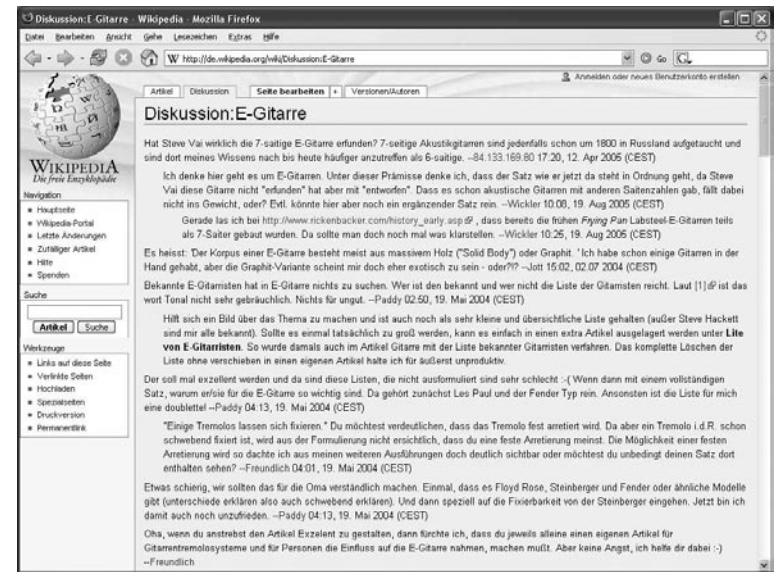 Diskussion:E-Gitarre - Wikipedia - Mozilla Firefox
Datei Bearbeiten Ansicht Gehe Lesezeichen Extras Hilfe
http://de.wikipedia.org/wiki/Diskussion:E-Gitarre
Go
Anmelden oder neues Benutzerkonto erstellen
Artikel Diskussion Seite bearbeiten + Versionen/Autoren
Diskussion:E-Gitarre
Hat Steve Vai wirklich die 7-saitige E-Gitarre erfunden? 7-seitige Akustikgitarren sind jedenfalls schon um 1800 in Russland aufgetaucht und
sind dort meines Wissens nach bis heute häufiger anzutreffen als 6-saitige. --84.133.169.80 17:20, 12. Apr 2005 (CEST)
Ich denke hier geht es um E-Gitarren. Unter dieser Prämisse denke ich, dass der Satz wie er jetzt da steht in Ordnung geht, da Steve
Vai diese Gitarre nicht "erfunden" hat aber mit "entworfen". Dass es schon akustische Gitarren mit anderen Saitenzahlen gab, fällt dabei
nicht ins Gewicht, oder? Evtl. könnte hier aber noch ein ergänzender Satz rein. --Wickler 10:08, 19. Aug 2005 (CEST)
Gerade las ich bei http://www.rickenbacker.com/history_early.asp , dass bereits die frühen Frying Pan Labsteel-E-Gitarren teils
als 7-Saiter gebaut wurden. Da sollte man doch noch mal was klarstellen. --Wickler 10:25, 19. Aug 2005 (CEST)
Es heisst: 'Der Korpus einer E-Gitarre besteht meist aus massivem Holz ("Solid Body") oder Graphit. ' Ich habe schon einige Gitarren in der
Hand gehabt, aber die Graphit-Variante scheint mir doch eher exotisch zu sein - oder?!? --Jott 15:02, 02.07 2004 (CEST)
Bekannte E-Gitarristen hat in E-Gitarre nichts zu suchen. Wer ist den bekannt und wer nicht die Liste der Gitarristen reicht. Laut [1] ist das
wort Tonal nicht sehr gebräuchlich. Nichts für ungut. --Paddy 02:50, 19. Mai 2004 (CEST)
Hilft sich ein Bild über das Thema zu machen und ist auch noch als sehr kleine und übersichtliche Liste gehalten (außer Steve Hackett
sind mir alle bekannt). Sollte es einmal tatsächlich zu groß werden, kann es einfach in einen extra Artikel ausgelagert werden unter Lite
von E-Gitarristen. So wurde damals auch im Artikel Gitarre mit der Liste bekannter Gitarristen verfahren. Das komplette Löschen der
Liste ohne verschieben in einen eigenen Artikel halte ich für äußerst unproduktiv.
Der soll mal exzellent werden und da sind diese Listen, die nicht ausformuliert sind sehr schlecht :-( Wenn dann mit einem vollständigen
Satz, warum er/sie für die E-Gitarre so wichtig sind. Da gehört zunächst Les Paul und der Fender Typ rein. Ansonsten ist die Liste für mich
eine doublette! --Paddy 04:13, 19. Mai 2004 (CEST)
"Einige Tremolos lassen sich fixieren." Du möchtest verdeutlichen, dass das Tremolo fest arretiert wird. Da aber ein Tremolo i.d.R. schon
schwebend fixiert ist, wird aus der Formulierung nicht ersichtlich, dass du eine feste Arretierung meinst. Die Möglichkeit einer festen
Arretierung wird so dachte ich aus meinen weiteren Ausführungen doch deutlich sichtbar oder möchtest du unbedingt deinen Satz dort
enthalten sehen? --Freundlich 04:01, 19. Mai 2004 (CEST)
Etwas schierig, wir sollten das für die Oma verständlich machen. Einmal, dass es Floyd Rose, Steinberger und Fender oder ähnliche Modelle
gibt (unterschiede erklären also auch schwebend erklären). Und dann speziell auf die Fixierbarkeit von der Steinberger eingehen. Jetzt bin ich
damit auch noch unzufrieden. --Paddy 04:13, 19. Mai 2004 (CEST)
Oha, wenn du anstrebst den Artikel Exzelent zu gestalten, dann fürchte ich, dass du jeweils alleine einen eigenen Artikel für
Gitarrentremolosysteme und für Personen die Einfluss auf die E-Gitarre nahmen, machen mußt. Aber keine Angst, ich helfe dir dabei :-)
--Freundlich
WIKIPEDIA
Die freie Enzyklopädie
Navigation
Hauptseite
Wikipedia-Portal
Letzte Änderungen
Zufälliger Artikel
Hilfe
Spenden
Suche
Artikel Suche
Werkzeuge
Links auf diese Seite
Verlinkte Seiten
Hochladen
Spezialseiten
Druckversion
Permanentlink